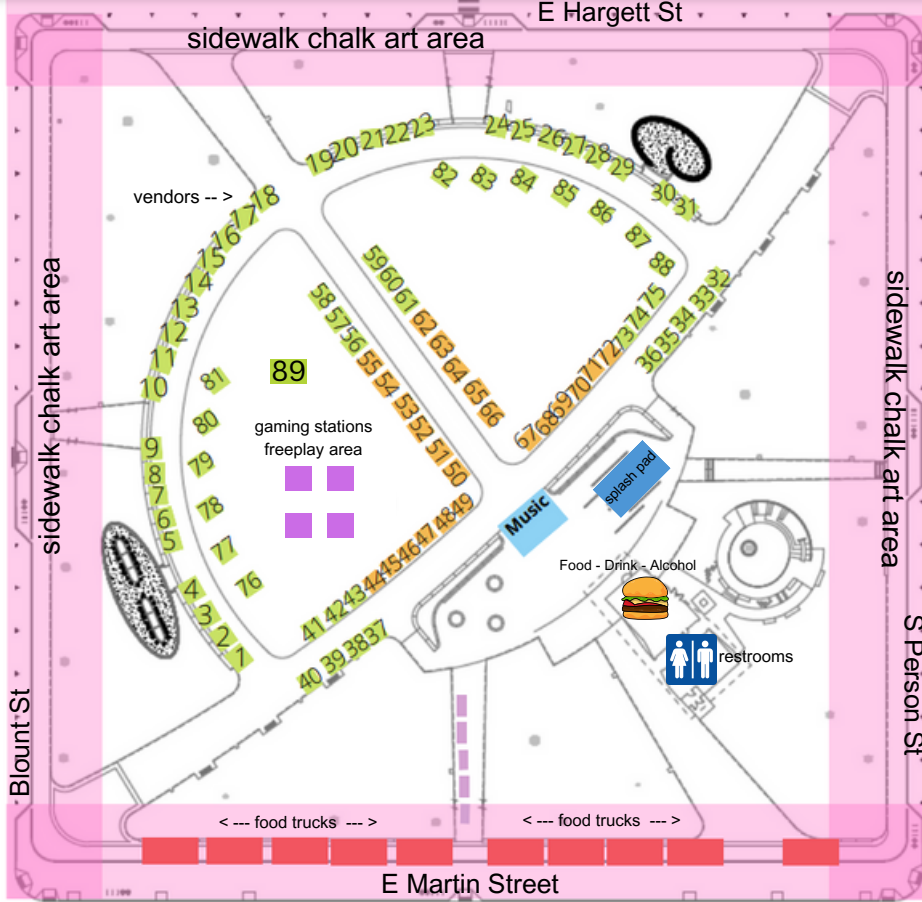 E Hargett St
sidewalk chalk art area
24 25 26 27 28 29 30 31
19 20 21 22 23
82 83 84 85 86 87 88
vendors -- >
18
17
16
15
14
13
12
11
10
59 60 61 62 63 64 65 66
58 57 56 55 54 53 52 51 50
32
33
34
35
36
75
74
73
72
71
70
69
68
67
sidewalk chalk art area
sidewalk chalk art area
89
81
80
79
78
77
76
gaming stations
freeplay area
9
8
7
6
5
4
3
2
1
49
48
47
46
45
44
43
42
41
37
38
39
40
Music
splash pad
Food - Drink - Alcohol
restrooms
Blount St
S Person St
< --- food trucks --- >
< --- food trucks --- >
E Martin Street